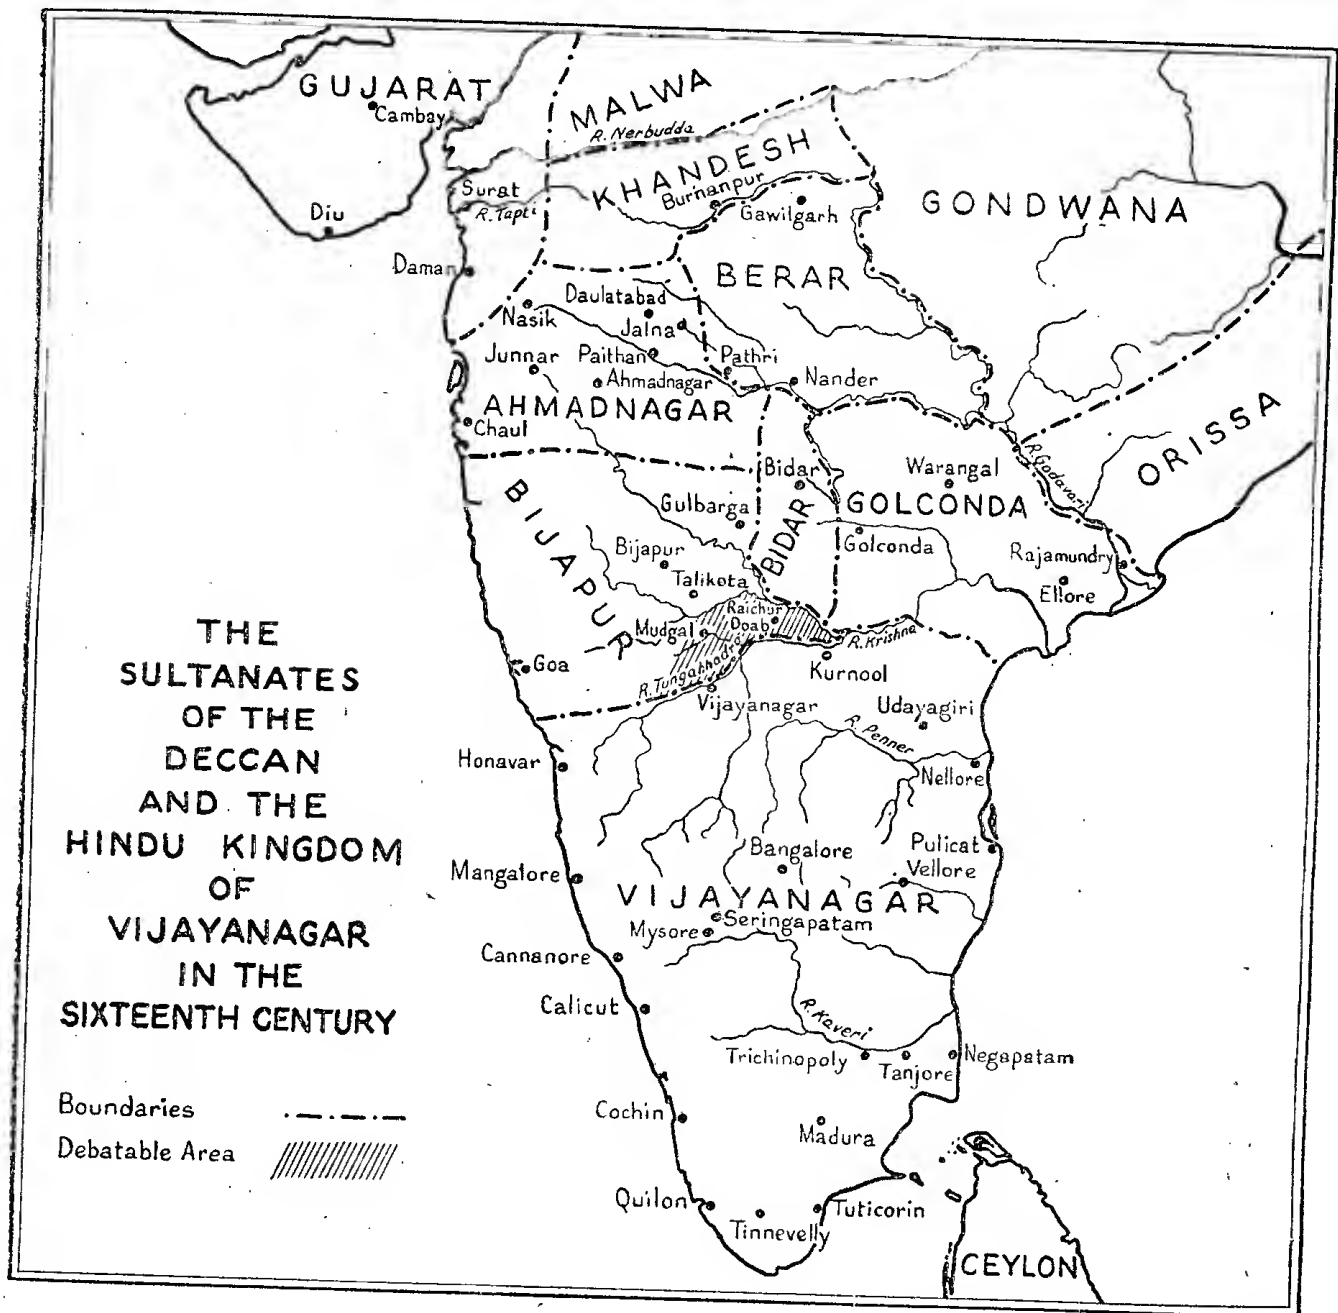 GUJARAT
Cambay
MALWA
R. Nerbudda
KHANDESH
Burhanpur
Surat
R. Tapti
Gawilgarh
GONDWANA
Diu
Daman
BERAR
Daulatabad
Nasik
Jalna
Junnar
Paithan
Pathri
Ahmadnagar
Nander
AHMADNAGAR
Chaul
ORISSA
R. Godavari
Bidar
Warangal
BIJAPUR
Gulbarga
BIDAR
GOLCONDA
Golconda
Bijapur
Rajamundry
Talikota
Ellore
Raichur
Doab
Mudgal
R. Krishna
Goa
R. Tungabhadra
Kurnool
Vijayanagar
Udayagiri
R. Penner
Honavar
Nellore
Bangalore
Pulicat
Vellore
Mangalore
VIJAYANAGAR
Seringapatam
Mysore
Cannanore
Calicut
R. Kaveri
Trichinopoly
Tanjore
Negapatam
Cochin
Madura
Quilon
Tinnevelly
Tuticorin
CEYLON
THE
SULTANATES
OF THE
DECCAN
AND THE
HINDU KINGDOM
OF
VIJAYANAGAR
IN THE
SIXTEENTH CENTURY
Boundaries
Debatable Area